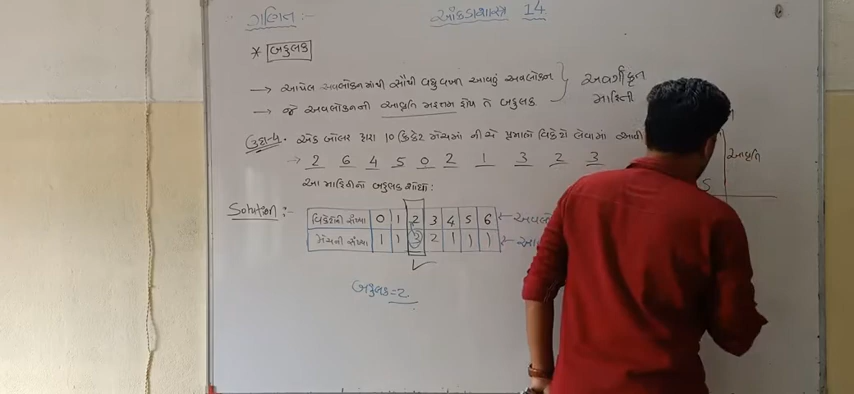 ગણિત :-
આંકડાશાસ્ત્ર 14
* બહુલક
→ આપેલ અવલોકનમાંથી સૌથી વધુ વખત આવતું અવલોકન
→ જે અવલોકનની આવૃતિ મહત્તમ હોય તે બહુલક
અવર્ગીકૃત
માહિતી
ઉદા-4. એક બોલર દ્વારા 10 ક્રિકેટ મેચમાં નીચે પ્રમાણે વિકેટો લેવામાં આવી
→ 2 6 4 5 0 2 1 3 2 3
આ માહિતીનો બહુલક શોધો:
Solution :-
વિકેટની સંખ્યા 0 1 2 3 4 5 6
મેચની સંખ્યા 1 1 3 2 1 1 1
બહુલક = 2
આવૃતિ
5